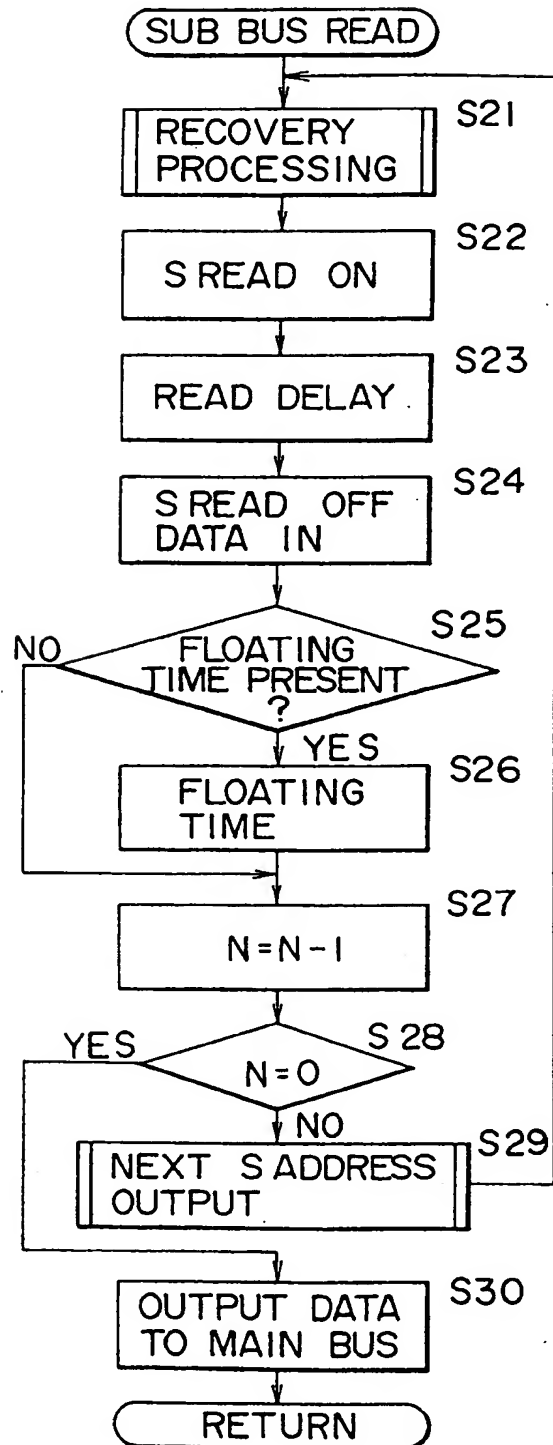 SUB BUS READ
S21
RECOVERY
PROCESSING
S22
S READ ON
S23
READ DELAY
S24
S READ OFF
DATA IN
S25
NO
FLOATING
TIME PRESENT
?
YES
S26
FLOATING
TIME
S27
N=N-1
S28
YES
N=0
NO
S29
NEXT S ADDRESS
OUTPUT
S30
OUTPUT DATA
TO MAIN BUS
RETURN